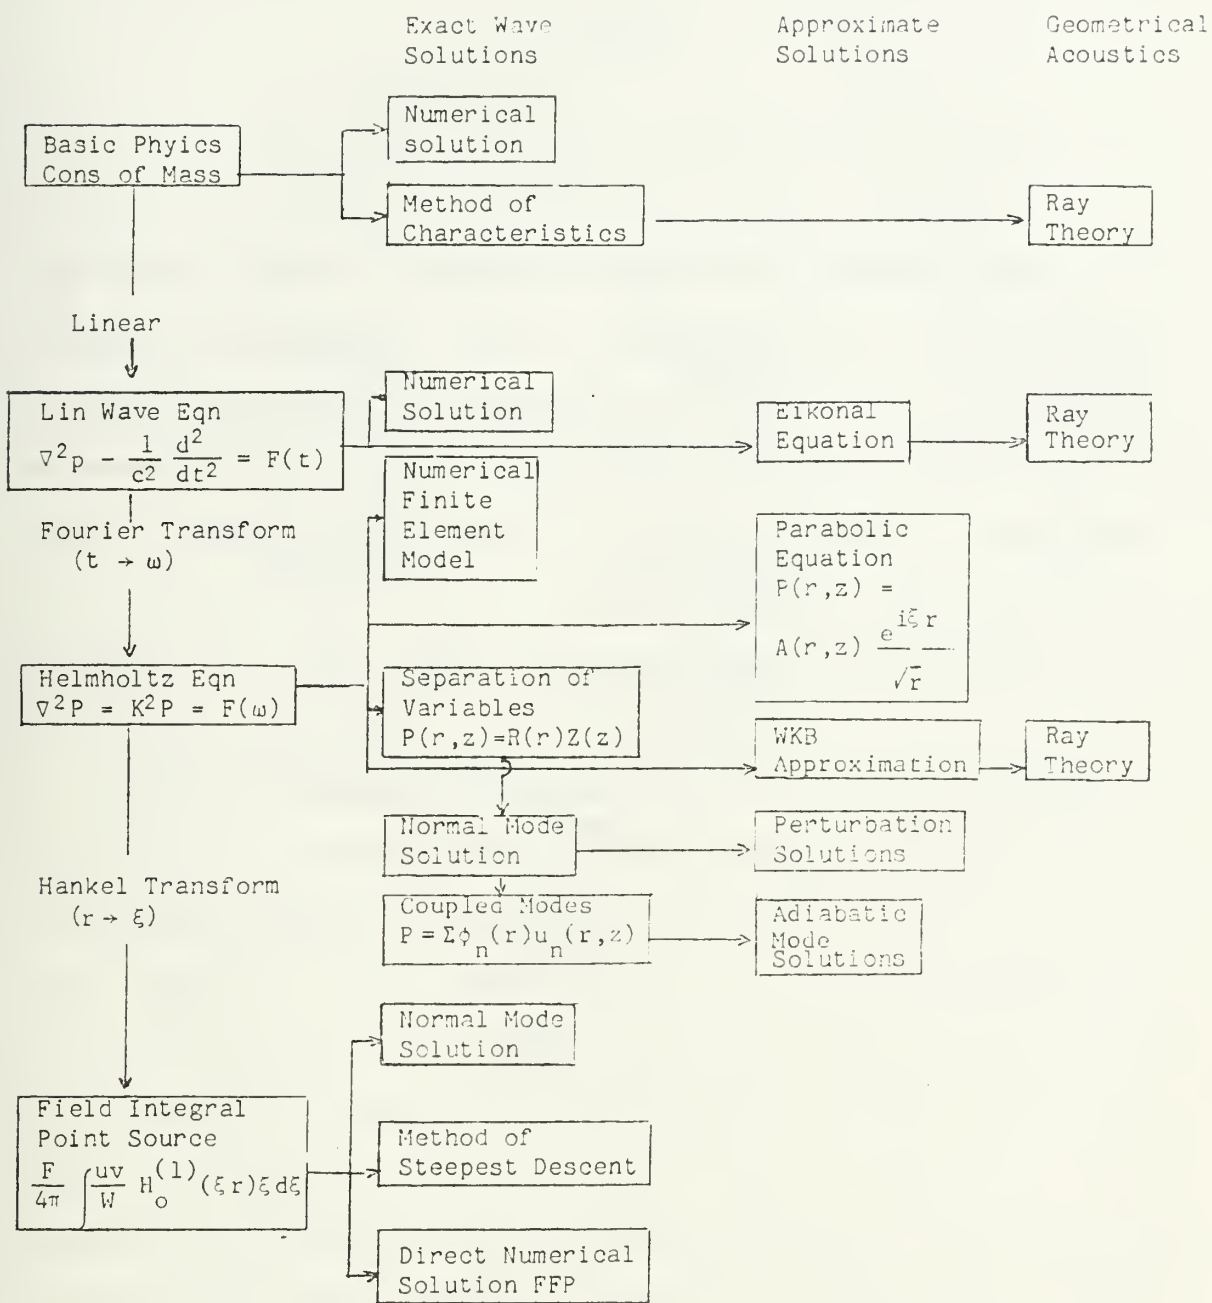 Exact Wave
Solutions
Approximate
Solutions
Geometrical
Acoustics
Basic Phyics
Cons of Mass
Numerical
solution
Method of
Characteristics
Ray
Theory
Linear
Lin Wave Eqn
∇²p - 1/c² d²/dt² = F(t)
Numerical
Solution
Eikonal
Equation
Ray
Theory
Fourier Transform
(t → ω)
Numerical
Finite
Element
Model
Parabolic
Equation
P(r,z) =
A(r,z) e^{iξr}/√r
Helmholtz Eqn
∇²P = K²P = F(ω)
Separation of
Variables
P(r,z)=R(r)Z(z)
WKB
Approximation
Ray
Theory
Normal Mode
Solution
Perturbation
Solutions
Hankel Transform
(r → ξ)
Coupled Modes
P = Σϕ_n(r)u_n(r,z)
Adiabatic
Mode
Solutions
Normal Mode
Solution
Field Integral
Point Source
F/4π ∫ uv/W H_o^(1)(ξr)ξdξ
Method of
Steepest Descent
Direct Numerical
Solution FFP